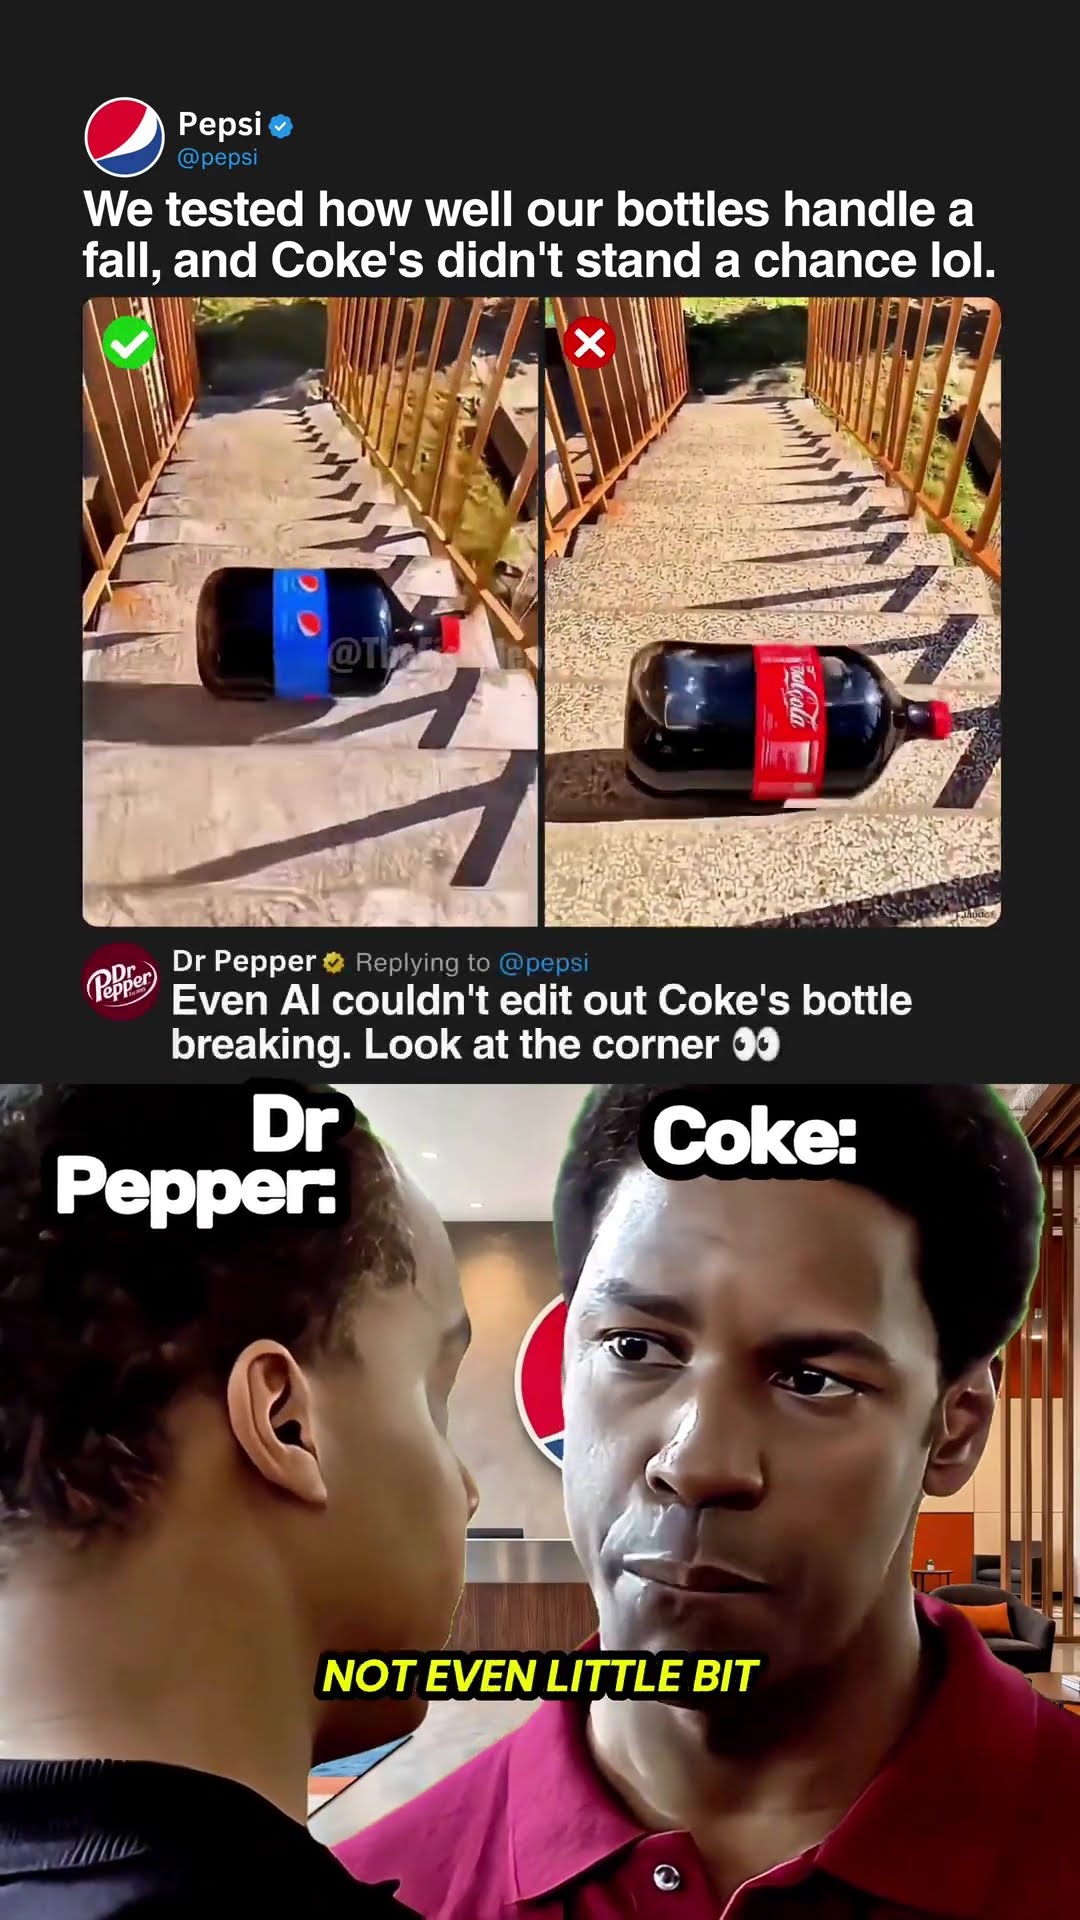 Pepsi
@pepsi
We tested how well our bottles handle a
fall, and Coke's didn't stand a chance lol.
Dr Pepper Replying to @pepsi
Dr
Pepper
Even AI couldn't edit out Coke's bottle
breaking. Look at the corner 👀
Dr
Pepper:
Coke:
NOT EVEN LITTLE BIT